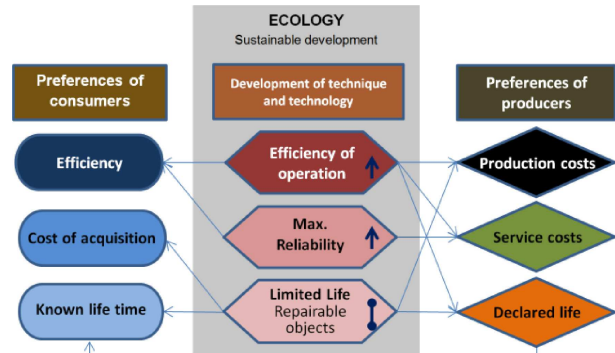 ECOLOGY
Sustainable development
Preferences of
consumers
Development of technique
and technology
Preferences of
producers
Efficiency
Efficiency of
operation
Production costs
Cost of acquisition
Max.
Reliability
Service costs
Known life time
Limited Life
Repairable
objects
Declared life